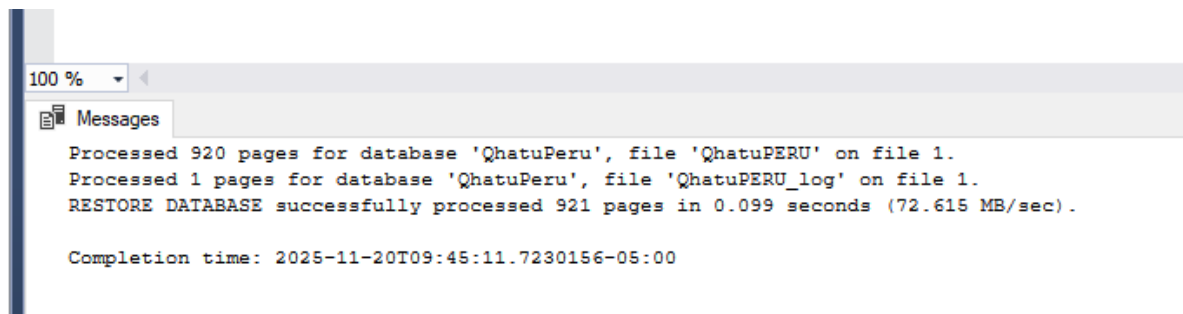 100 %
Messages
Processed 920 pages for database 'QhatuPeru', file 'QhatuPERU' on file 1.
Processed 1 pages for database 'QhatuPeru', file 'QhatuPERU_log' on file 1.
RESTORE DATABASE successfully processed 921 pages in 0.099 seconds (72.615 MB/sec).
Completion time: 2025-11-20T09:45:11.7230156-05:00